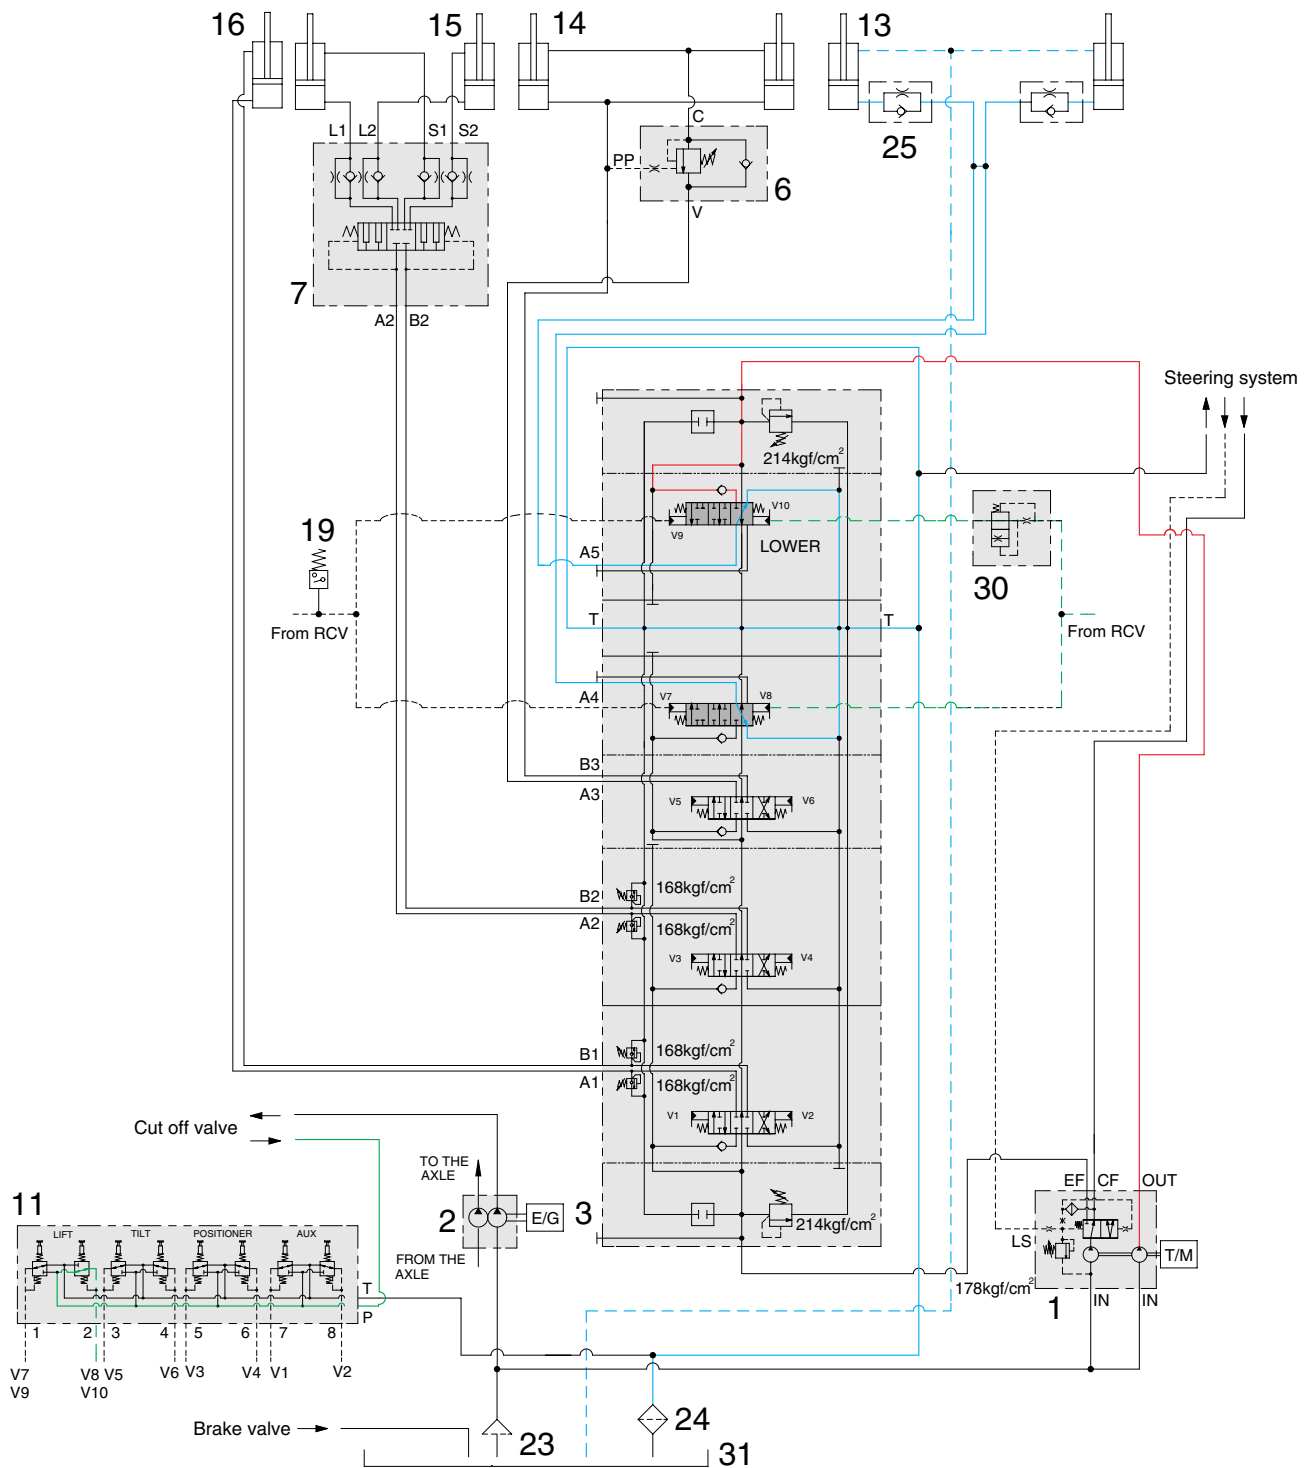 16
15
14
13
L1
L2
S1
S2
C
25
PP
6
V
7
A2
B2
Steering system
214kgf/cm2
V10
19
V9
LOWER
A5
30
From RCV
T
T
From RCV
A4
V7
V8
B3
A3
V5
V6
168kgf/cm2
B2
A2
168kgf/cm2
V3
V4
B1
168kgf/cm2
A1
168kgf/cm2
V1
V2
Cut off valve
TO THE
AXLE
EF
CF
OUT
11
2
E/G
3
214kgf/cm2
LS
T/M
LIFT
TILT
POSITIONER
AUX
FROM THE
AXLE
178kgf/cm2
1
IN
IN
T
P
1
2
3
4
5
6
7
8
V7
V9
V8
V10
V5
V6
V3
V4
V1
V2
Brake valve
23
24
31